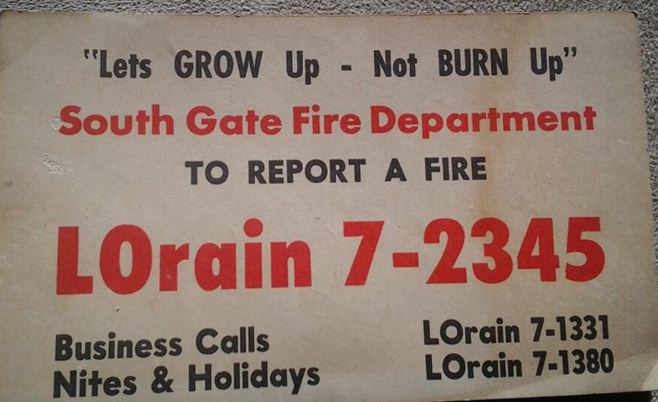 "Lets GROW Up - Not BURN Up"
South Gate Fire Department
TO REPORT A FIRE
LOrain 7-2345
Business Calls LOrain 7-1331
Nites & Holidays LOrain 7-1380